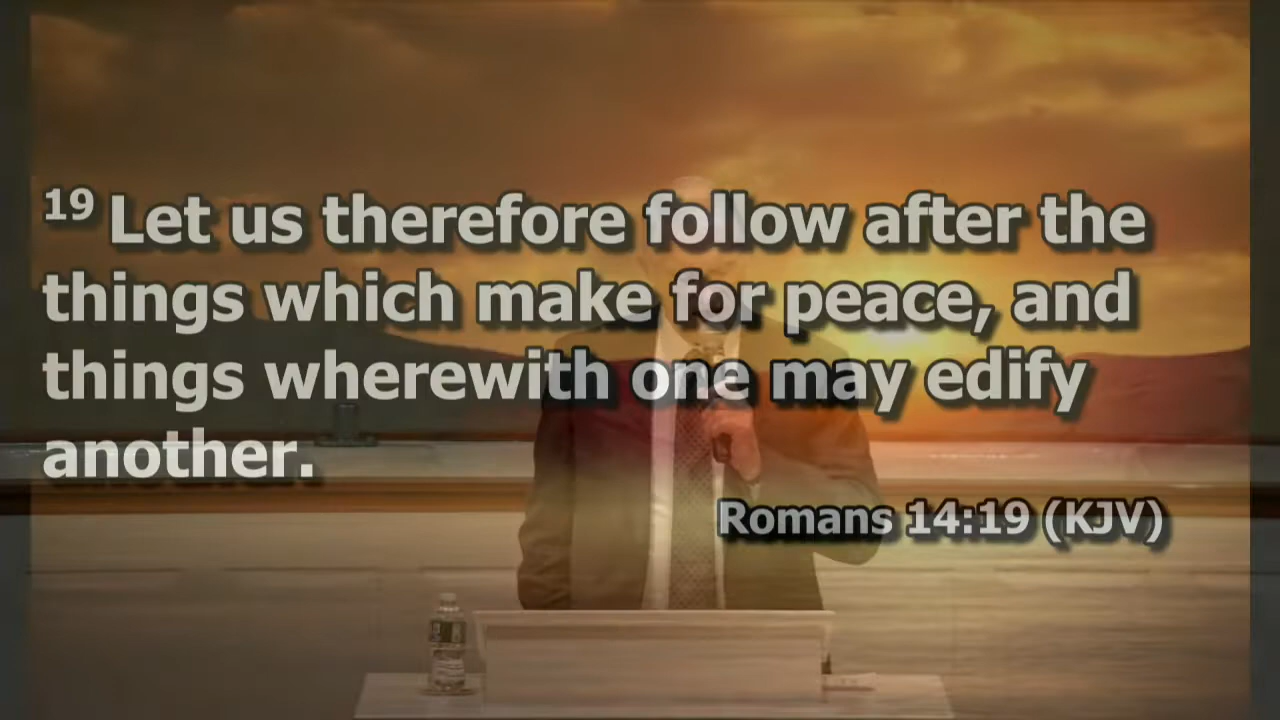 19 Let us therefore follow after the
things which make for peace, and
things wherewith one may edify
another.
Romans 14:19 (KJV)